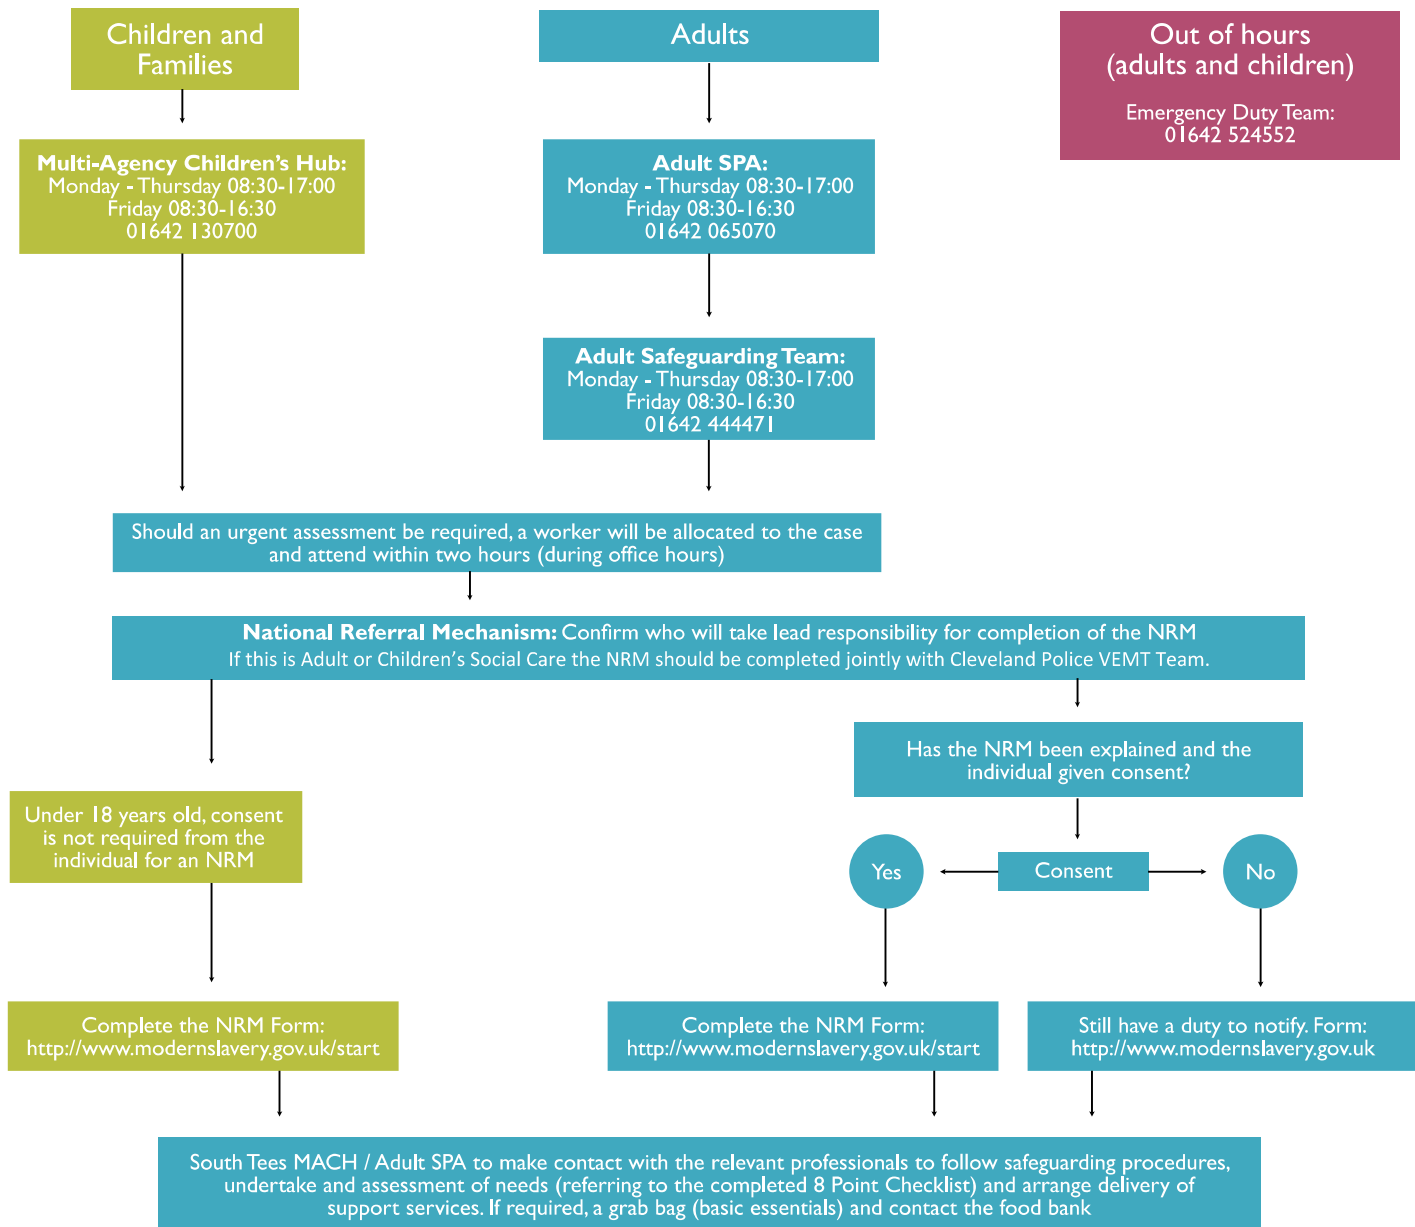 Children and
Families
Adults
Out of hours
(adults and children)
Emergency Duty Team:
01642 524552
Multi-Agency Children's Hub:
Monday - Thursday 08:30-17:00
Friday 08:30-16:30
01642 130700
Adult SPA:
Monday - Thursday 08:30-17:00
Friday 08:30-16:30
01642 065070
Adult Safeguarding Team:
Monday - Thursday 08:30-17:00
Friday 08:30-16:30
01642 444471
Should an urgent assessment be required, a worker will be allocated to the case
and attend within two hours (during office hours)
National Referral Mechanism: Confirm who will take lead responsibility for completion of the NRM
If this is Adult or Children's Social Care the NRM should be completed jointly with Cleveland Police VEMT Team.
Has the NRM been explained and the
individual given consent?
Under 18 years old, consent
is not required from the
individual for an NRM
Yes
Consent
No
Complete the NRM Form:
http://www.modernslavery.gov.uk/start
Complete the NRM Form:
http://www.modernslavery.gov.uk/start
Still have a duty to notify. Form:
http://www.modernslavery.gov.uk
South Tees MACH / Adult SPA to make contact with the relevant professionals to follow safeguarding procedures,
undertake and assessment of needs (referring to the completed 8 Point Checklist) and arrange delivery of
support services. If required, a grab bag (basic essentials) and contact the food bank